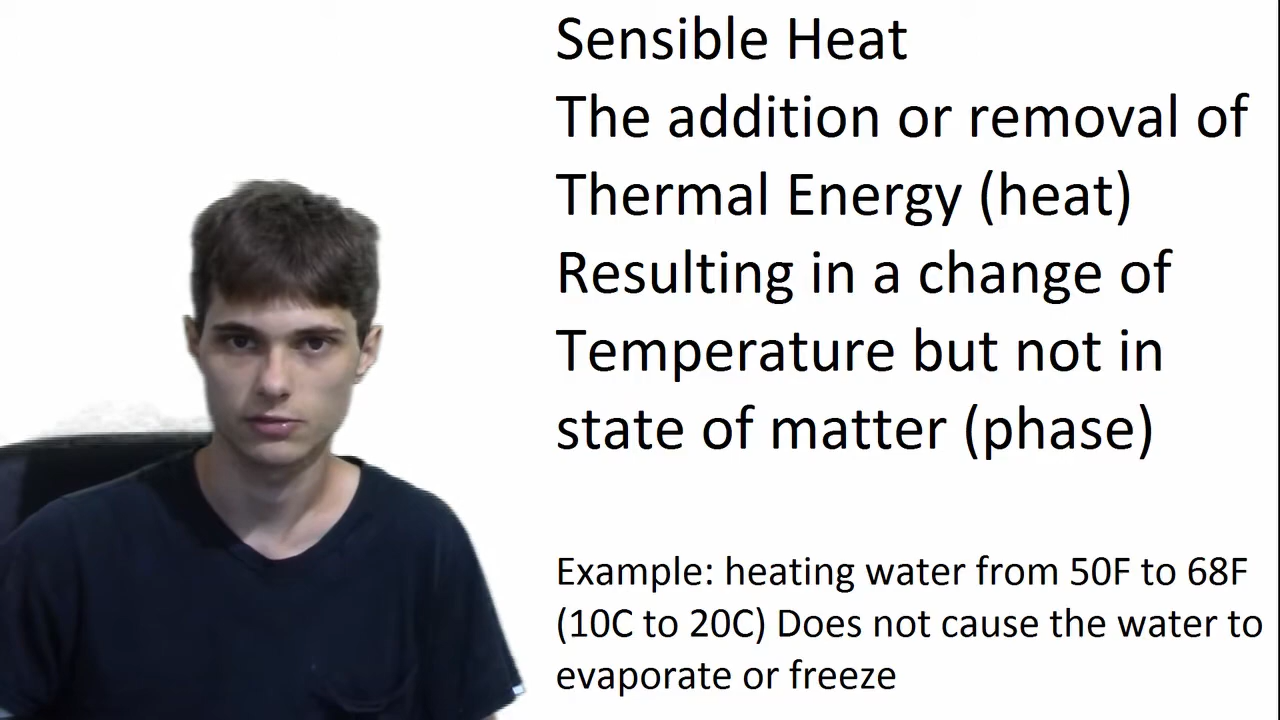 Sensible Heat
The addition or removal of
Thermal Energy (heat)
Resulting in a change of
Temperature but not in
state of matter (phase)
Example: heating water from 50F to 68F
(10C to 20C) Does not cause the water to
evaporate or freeze